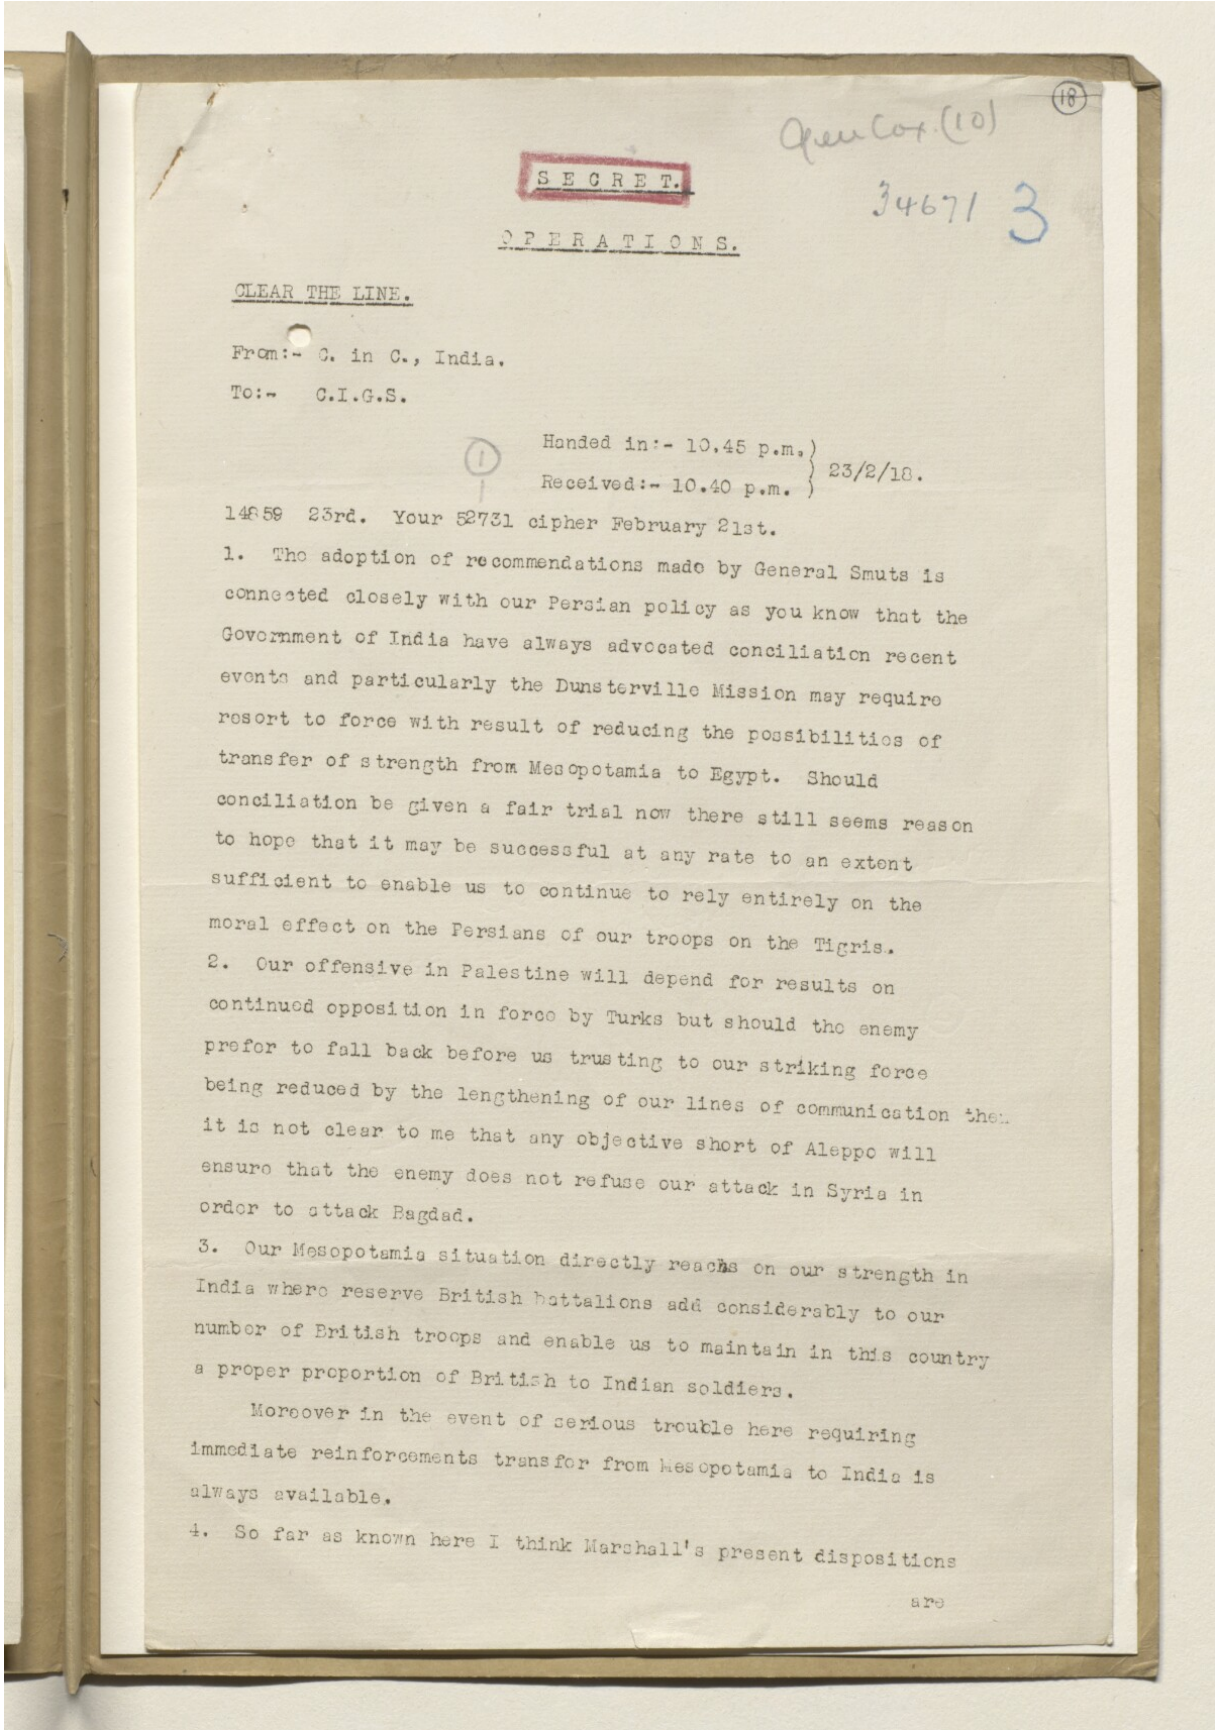 18
Gen Cox. (10)
SECRET.
34671 3
OPERATIONS.
CLEAR THE LINE.
From:- C. in C., India.
To:- C.I.G.S.
Handed in:- 10.45 p.m.)
1
) 23/2/18.
Received:- 10.40 p.m. )
14859 23rd. Your 52731 cipher February 21st.
1. The adoption of recommendations made by General Smuts is
connected closely with our Persian policy as you know that the
Government of India have always advocated conciliation recent
events and particularly the Dunsterville Mission may require
resort to force with result of reducing the possibilities of
transfer of strength from Mesopotamia to Egypt. Should
conciliation be given a fair trial now there still seems reason
to hope that it may be successful at any rate to an extent
sufficient to enable us to continue to rely entirely on the
moral effect on the Persians of our troops on the Tigris.
2. Our offensive in Palestine will depend for results on
continued opposition in force by Turks but should the enemy
prefer to fall back before us trusting to our striking force
being reduced by the lengthening of our lines of communication then
it is not clear to me that any objective short of Aleppo will
ensure that the enemy does not refuse our attack in Syria in
order to attack Bagdad.
3. Our Mesopotamia situation directly reacts on our strength in
India where reserve British battalions add considerably to our
number of British troops and enable us to maintain in this country
a proper proportion of British to Indian soldiers.
Moreover in the event of serious trouble here requiring
immediate reinforcements transfer from Mesopotamia to India is
always available.
4. So far as known here I think Marshall's present dispositions
are